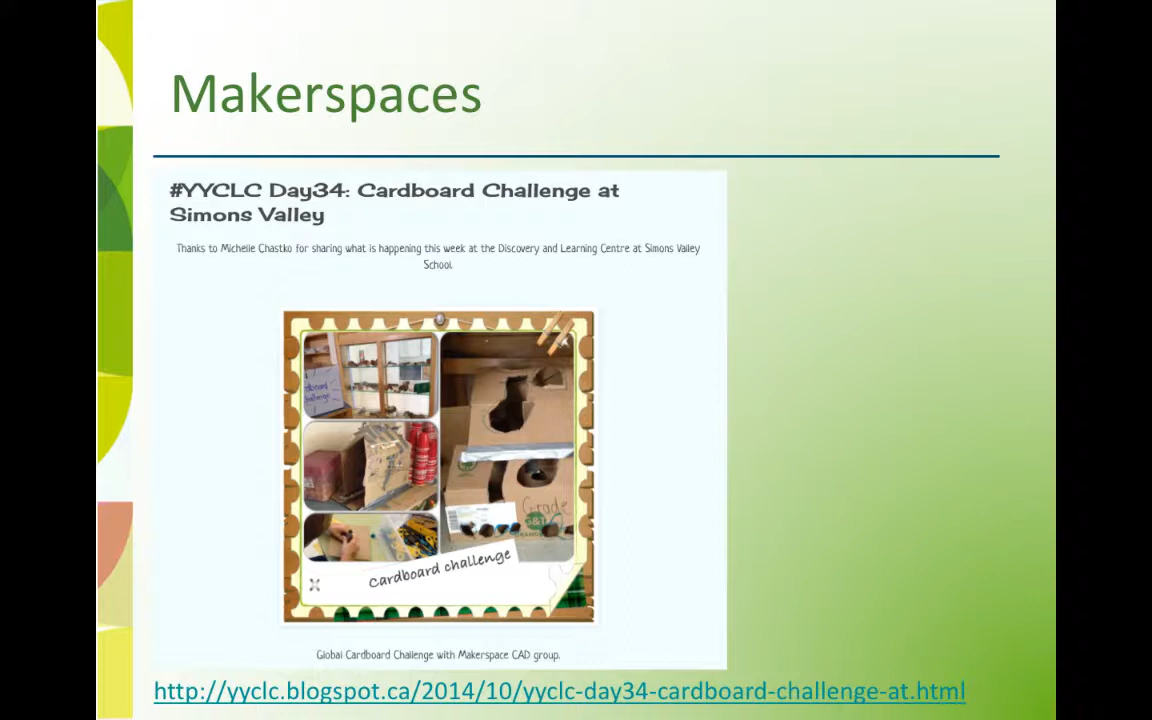 Makerspaces
#YYCLC Day34: Cardboard Challenge at
Simons Valley
Thanks to Michelle Chastko for sharing what is happening this week at the Discovery and Learning Centre at Simons Valley
School.
Grade
Cardboard challenge
Global Cardboard Challenge with Makerspace CAD group.
http://yyclc.blogspot.ca/2014/10/yyclc-day34-cardboard-challenge-at.html